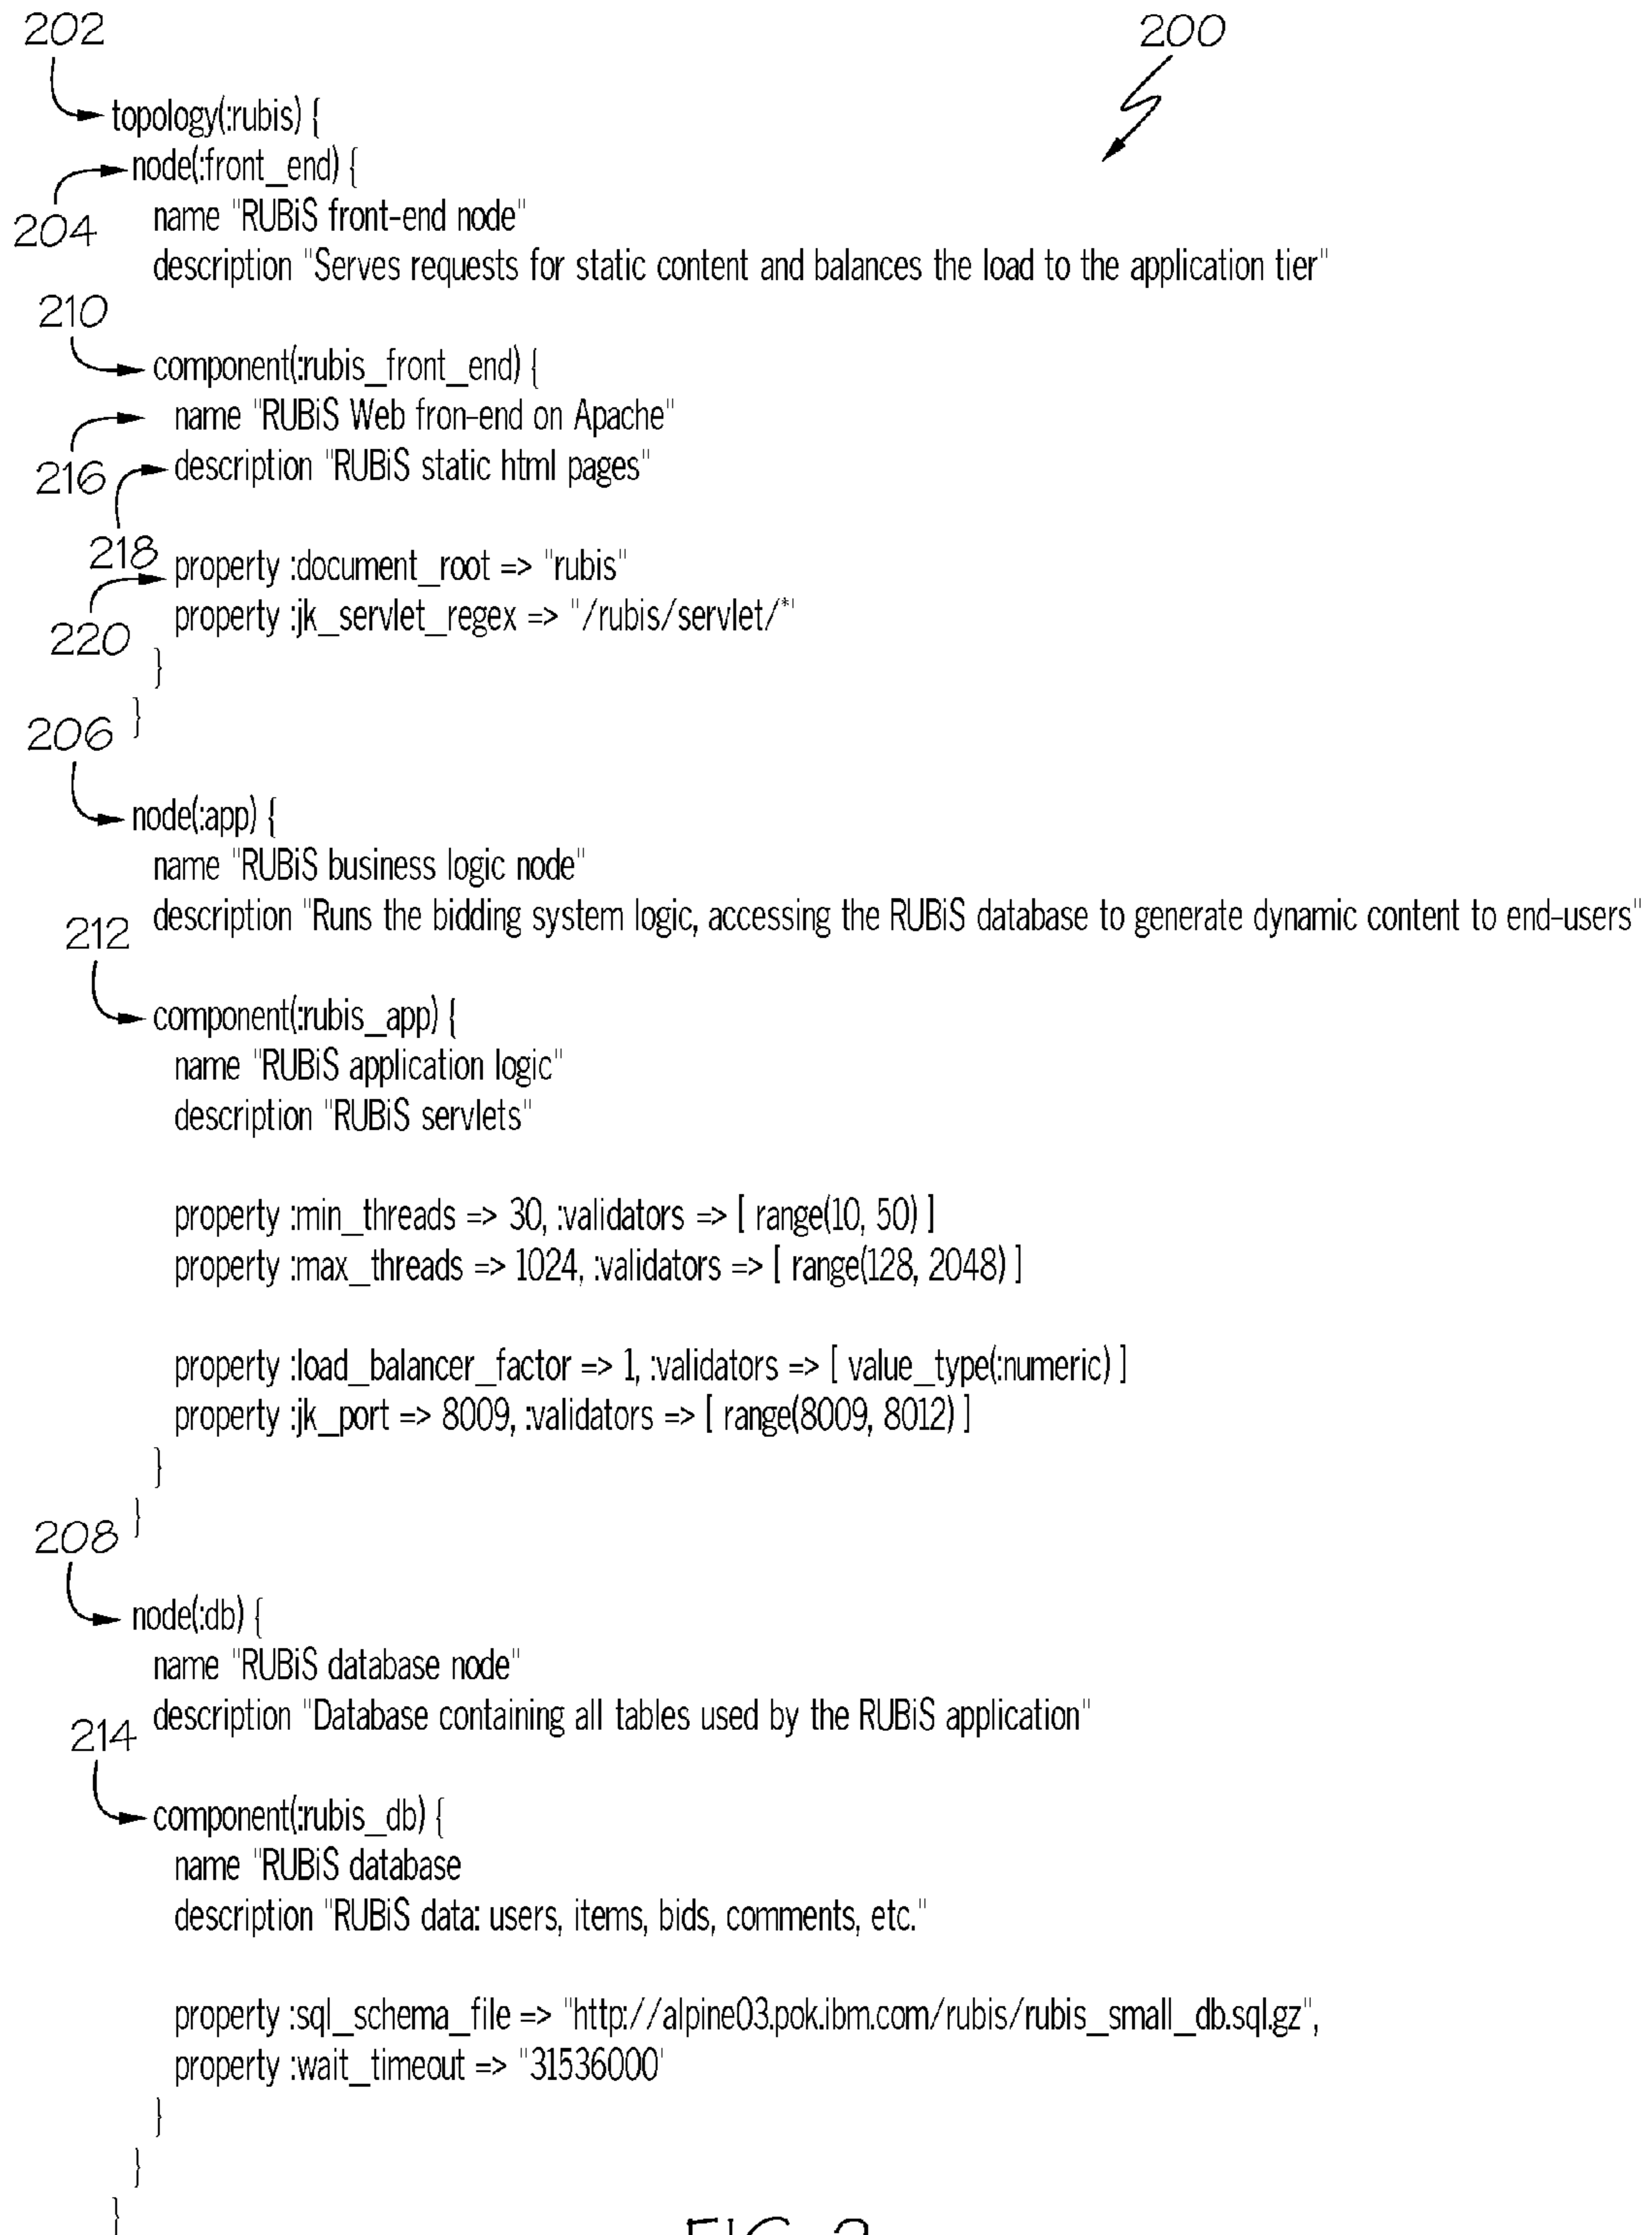 202
200
topology(:rubis) {
node(:front_end) {
204
name "RUBiS front-end node"
description "Serves requests for static content and balances the load to the application tier"
210
component(:rubis_front_end) {
name "RUBiS Web fron-end on Apache"
216
description "RUBiS static html pages"
218
property :document_root => "rubis"
220
property :jk_servlet_regex => "/rubis/servlet/*'
}
}
206
node(:app) {
name "RUBiS business logic node"
212
description "Runs the bidding system logic, accessing the RUBiS database to generate dynamic content to end-users"
component(:rubis_app) {
name "RUBiS application logic"
description "RUBiS servlets"
property :min_threads => 30, :validators => [ range(10, 50) ]
property :max_threads => 1024, :validators => [ range(128, 2048) ]
property :load_balancer_factor => 1, :validators => [ value_type(:numeric) ]
property :jk_port => 8009, :validators => [ range(8009, 8012) ]
}
}
208
node(:db) {
name "RUBiS database node"
214
description "Database containing all tables used by the RUBiS application"
component(:rubis_db) {
name "RUBiS database
description "RUBiS data: users, items, bids, comments, etc."
property :sql_schema_file => "http://alpine03.pok.ibm.com/rubis/rubis_small_db.sql.gz",
property :wait_timeout => "31536000'
}
}
}